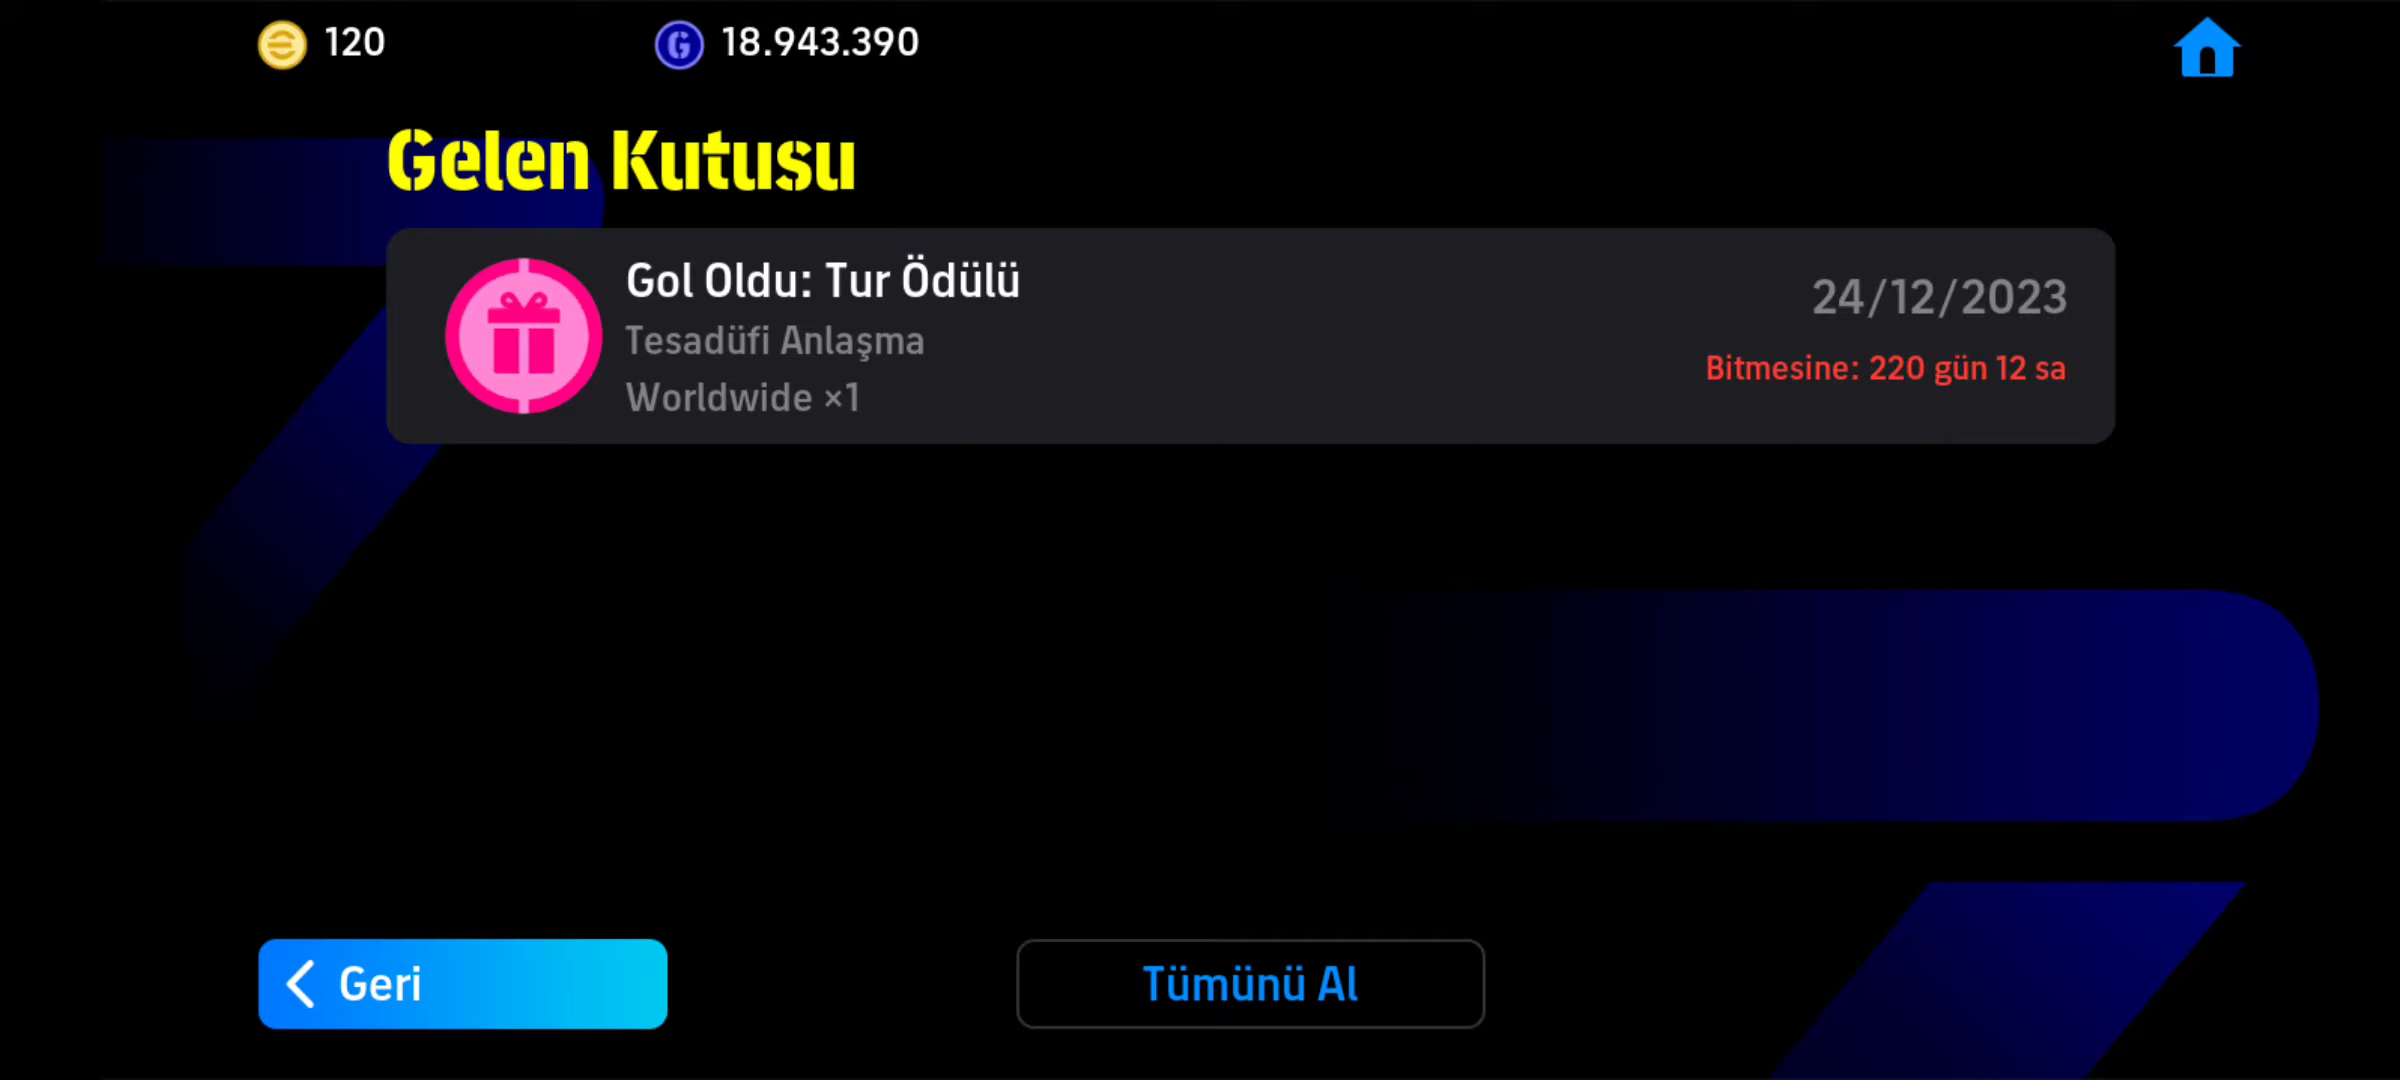 120
18.943.390
Gelen Kutusu
Gol Oldu: Tur Ödülü
Tesadüfi Anlaşma
Worldwide ×1
24/12/2023
Bitmesine: 220 gün 12 sa
Geri
Tümünü Al